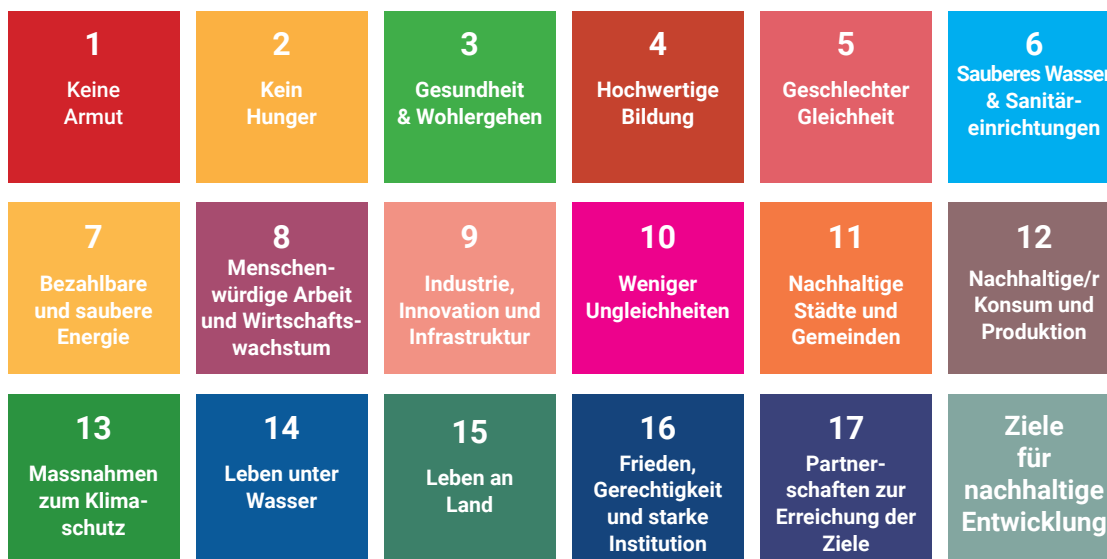 1
Keine
Armut
2
Kein
Hunger
3
Gesundheit
& Wohlergehen
4
Hochwertige
Bildung
5
Geschlechter
Gleichheit
6
Sauberes Wasser
& Sanitär-
einrichtungen
7
Bezahlbare
und saubere
Energie
8
Menschen-
würdige Arbeit
und Wirtschafts-
wachstum
9
Industrie,
Innovation und
Infrastruktur
10
Weniger
Ungleichheiten
11
Nachhaltige
Städte und
Gemeinden
12
Nachhaltige/r
Konsum und
Produktion
13
Massnahmen
zum Klima-
schutz
14
Leben unter
Wasser
15
Leben an
Land
16
Frieden,
Gerechtigkeit
und starke
Institution
17
Partner-
schaften zur
Erreichung der
Ziele
Ziele
für
nachhaltige
Entwicklung